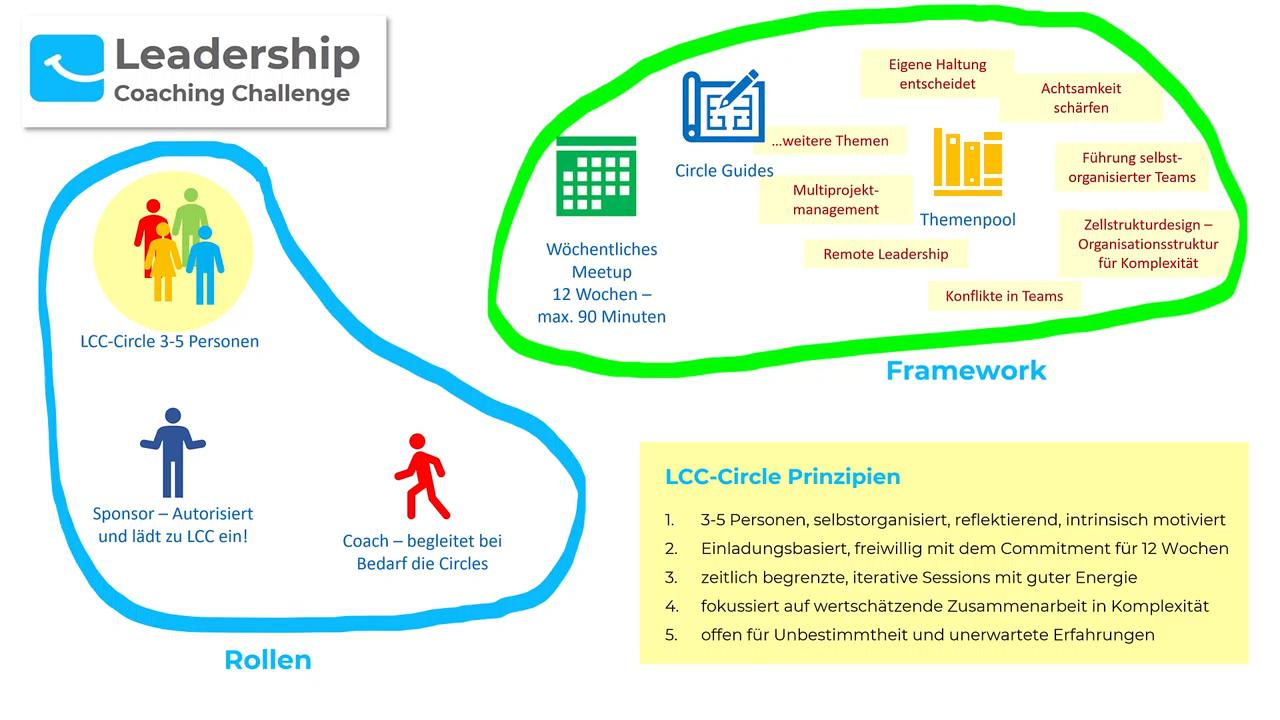 Leadership
Coaching Challenge
LCC-Circle 3-5 Personen
Sponsor – Autorisiert
und lädt zu LCC ein!
Coach – begleitet bei
Bedarf die Circles
Rollen
Wöchentliches
Meetup
12 Wochen –
max. 90 Minuten
Circle Guides
Themenpool
Eigene Haltung
entscheidet
Achtsamkeit
schärfen
...weitere Themen
Führung selbst-
organisierter Teams
Multiprojekt-
management
Zellstrukturdesign –
Organisationsstruktur
für Komplexität
Remote Leadership
Konflikte in Teams
Framework
LCC-Circle Prinzipien
1. 3-5 Personen, selbstorganisiert, reflektierend, intrinsisch motiviert
2. Einladungsbasiert, freiwillig mit dem Commitment für 12 Wochen
3. zeitlich begrenzte, iterative Sessions mit guter Energie
4. fokussiert auf wertschätzende Zusammenarbeit in Komplexität
5. offen für Unbestimmtheit und unerwartete Erfahrungen